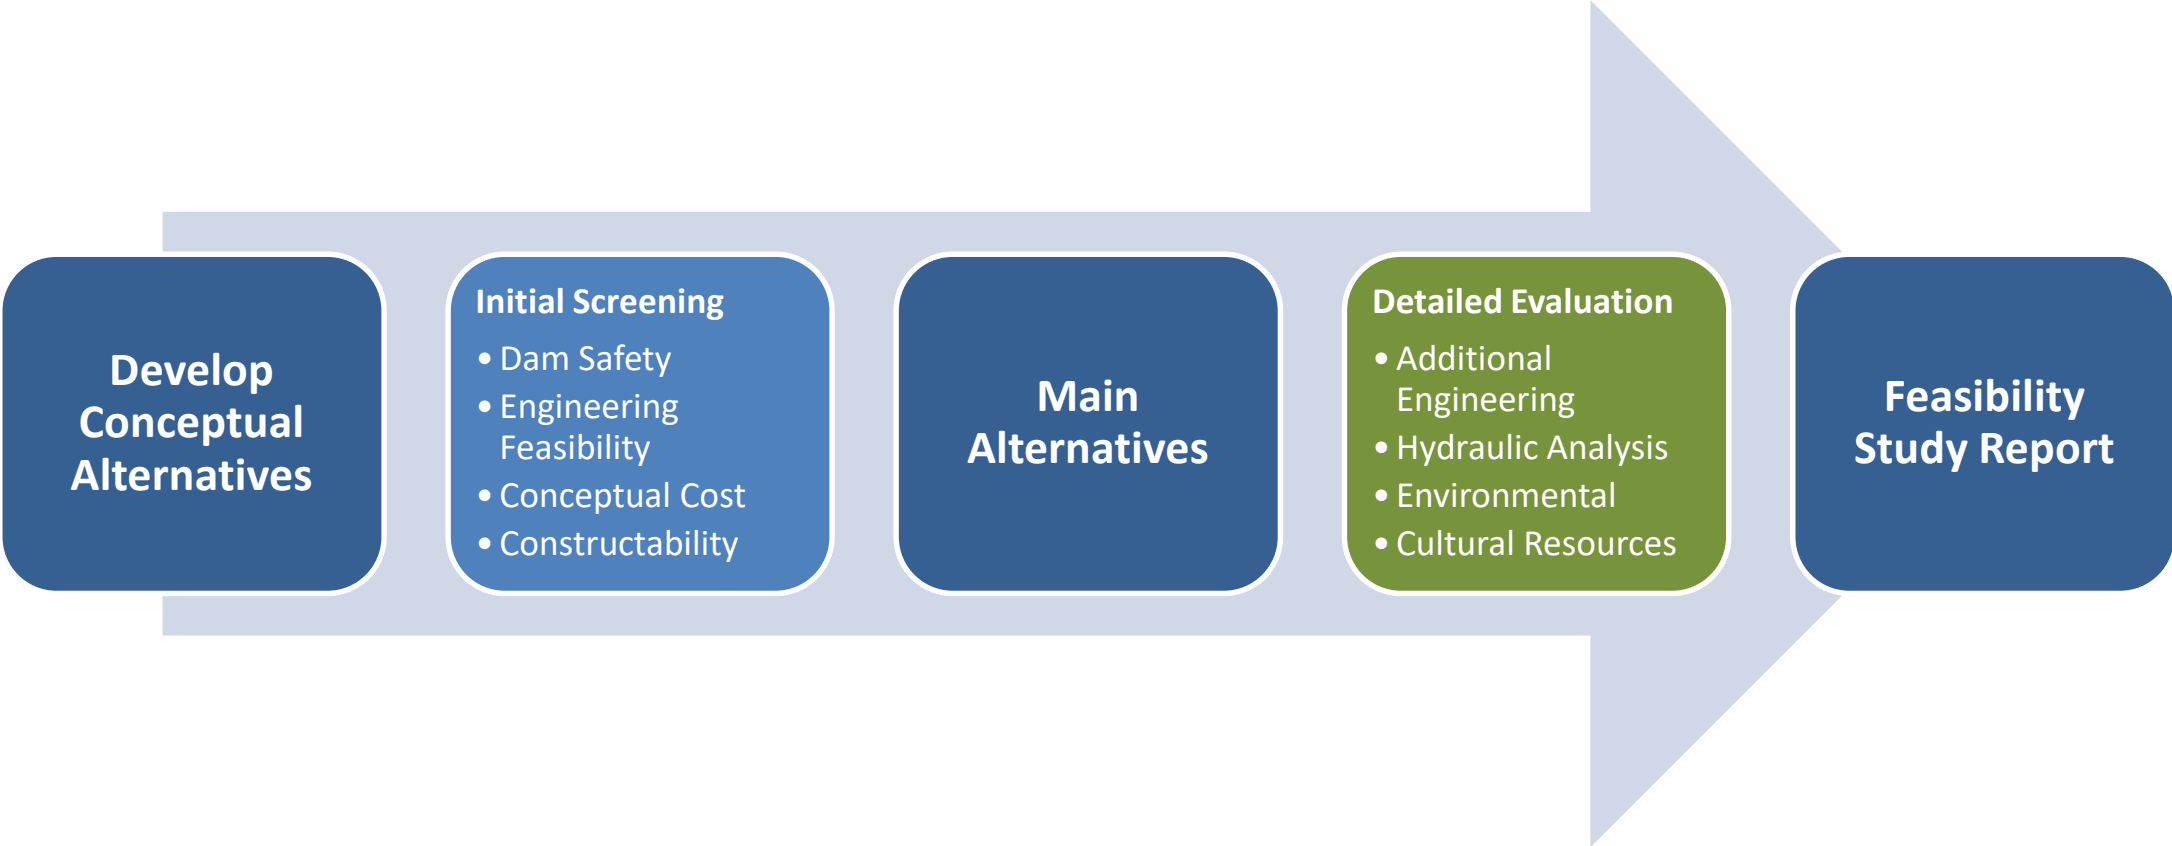 Develop
Conceptual
Alternatives
Initial Screening
• Dam Safety
• Engineering
Feasibility
• Conceptual Cost
• Constructability
Main
Alternatives
Detailed Evaluation
• Additional
Engineering
• Hydraulic Analysis
• Environmental
• Cultural Resources
Feasibility
Study Report